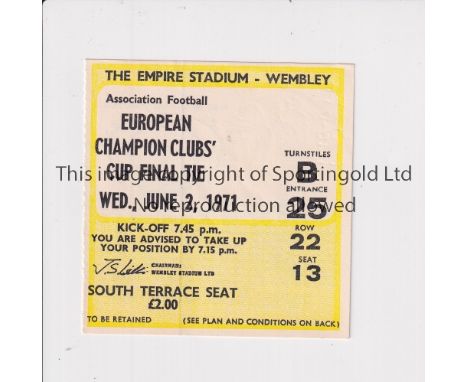 THE EMPIRE STADIUM - WEMBLEY
Association Football
EUROPEAN
CHAMPION CLUBS'
CUP FINAL TIE
WED. JUNE 2, 1971
TURNSTILES
B
ENTRANCE
25
ROW
22
SEAT
13
KICK-OFF 7.45 p.m.
YOU ARE ADVISED TO TAKE UP
YOUR POSITION BY 7.15 p.m.
CHAIRMAN:
WEMBLEY STADIUM LTD
SOUTH TERRACE SEAT
£2.00
TO BE RETAINED (SEE PLAN AND CONDITIONS ON BACK)
This image copyright of Sportingold Ltd
No reproduction allowed